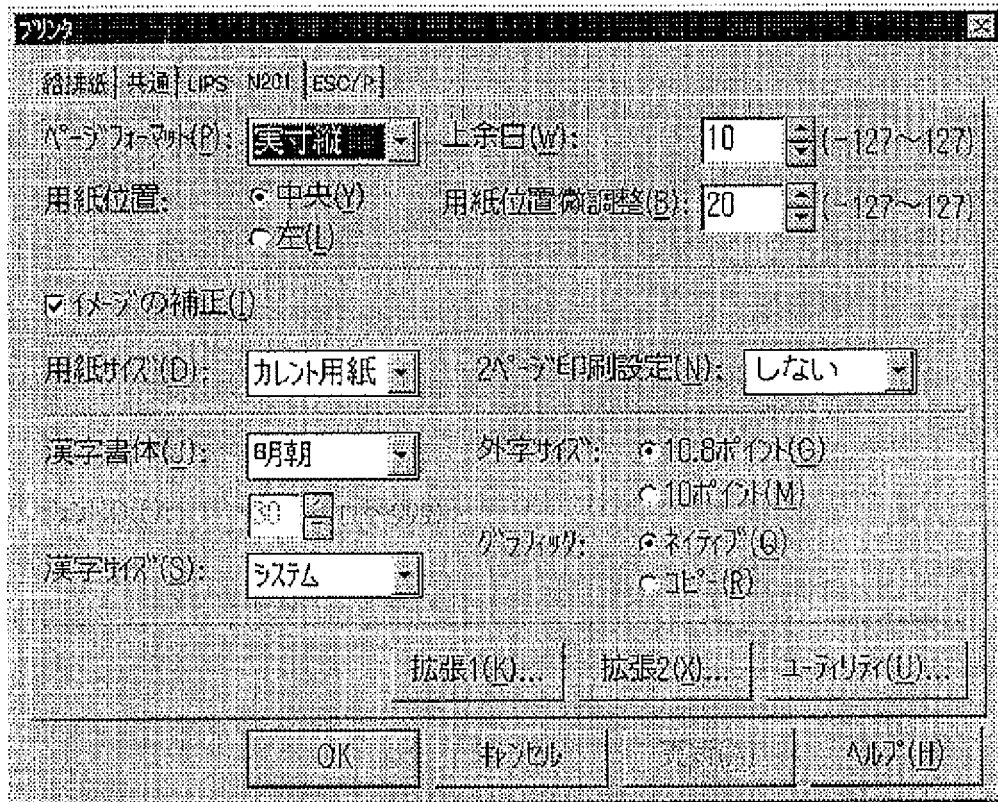 プリンタ
給排紙 共通 LIPS N201 ESC/P
ページフォーマット(P): 実寸縦 上余白(W): 10 (-127～127)
用紙位置: 中央(Y) 用紙位置微調整(B): 20 (-127～127)
左(L)
イメージの補正(I)
用紙サイズ(D): カレント用紙 2ページ印刷設定(N): しない
漢字書体(J): 明朝 外字サイズ: 10.8ポイント(G)
10ポイント(M)
30
グラフィック: ネイティブ(Q)
漢字サイズ(S): システム コピー(R)
拡張1(K)... 拡張2(X)... ユーティリティ(U)...
OK キャンセル ヘルプ(H)